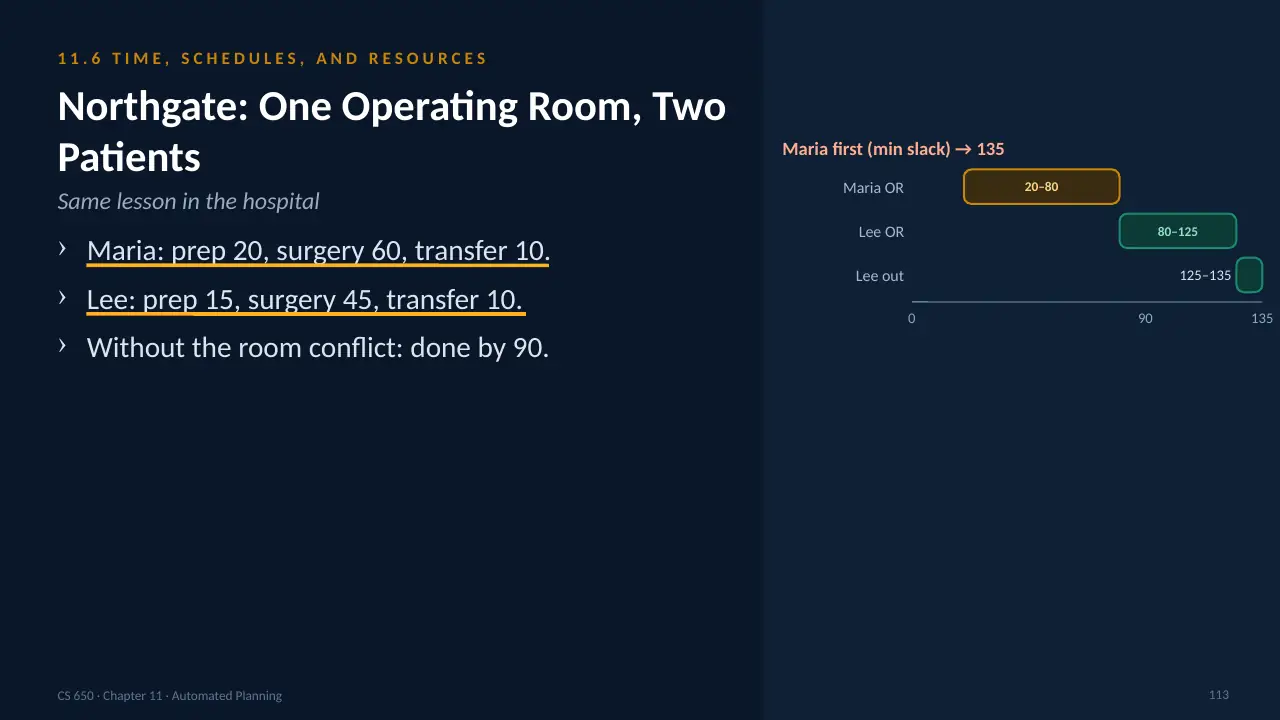 11.6 TIME, SCHEDULES, AND RESOURCES
Northgate: One Operating Room, Two
Patients
Same lesson in the hospital
› Maria: prep 20, surgery 60, transfer 10.
› Lee: prep 15, surgery 45, transfer 10.
› Without the room conflict: done by 90.
Maria first (min slack) → 135
Maria OR
20–80
Lee OR
80–125
Lee out
125–135
0 90 135
CS 650 · Chapter 11 · Automated Planning
113